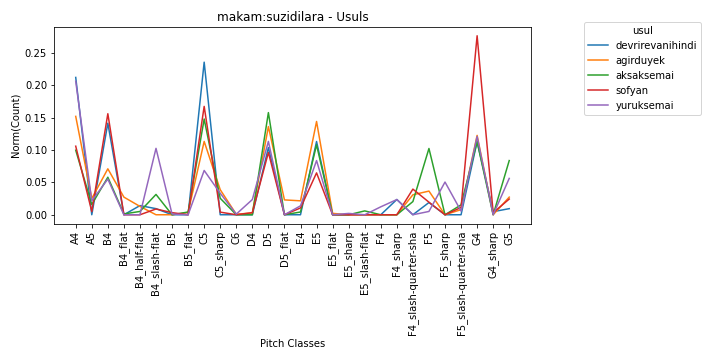 makam:suzidilara - Usuls
usul
devrirevanihindi
agirduyek
aksaksemai
sofyan
yuruksemai
Norm(Count)
0.25
0.20
0.15
0.10
0.05
0.00
A4
A5
B4
B4_flat
B4_half-flat
B4_slash-flat
B5
B5_flat
C5
C5_sharp
C6
D4
D5
D5_flat
E4
E5
E5_flat
E5_sharp
E5_slash-flat
F4
F4_sharp
F4_slash-quarter-sha
F5
F5_sharp
F5_slash-quarter-sha
G4
G4_sharp
G5
Pitch Classes